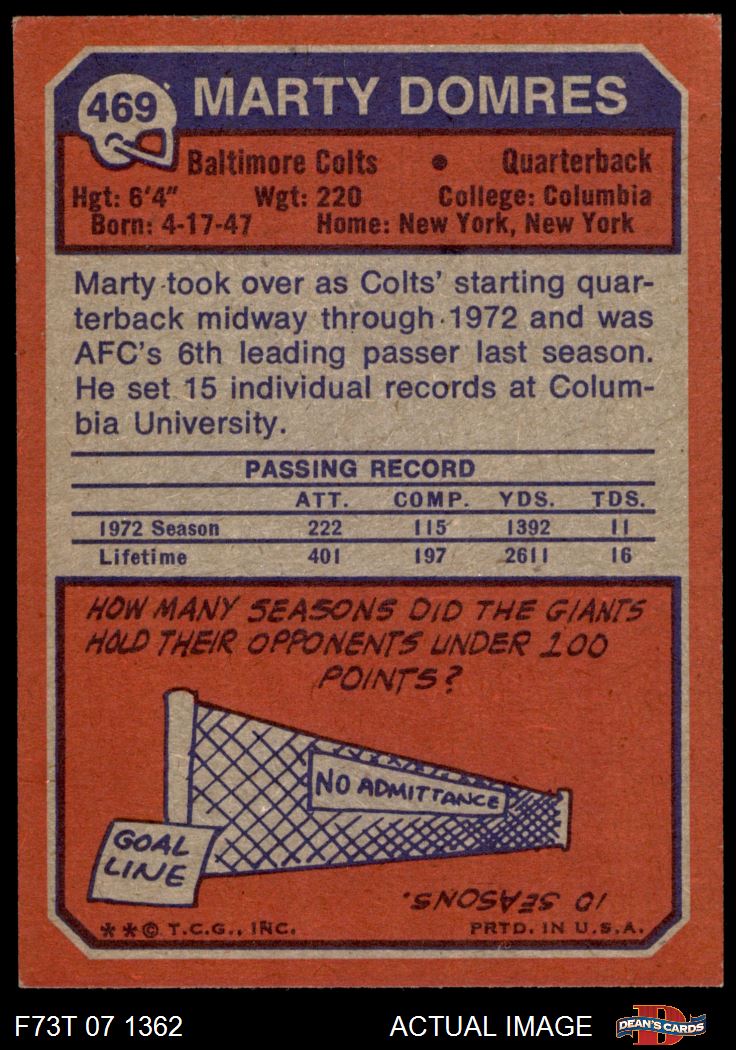 469 MARTY DOMRES
Baltimore Colts • Quarterback
Hgt: 6'4" Wgt: 220 College: Columbia
Born: 4-17-47 Home: New York, New York
Marty took over as Colts' starting quar-
terback midway through 1972 and was
AFC's 6th leading passer last season.
He set 15 individual records at Colum-
bia University.
PASSING RECORD
ATT. COMP. YDS. TDS.
1972 Season 222 115 1392 11
Lifetime 401 197 2611 16
HOW MANY SEASONS DID THE GIANTS
HOLD THEIR OPPONENTS UNDER 100
POINTS?
NO ADMITTANCE
GOAL
LINE
10 SEASONS.
**© T.C.G., INC. PRTD. IN U.S.A.
F73T 07 1362 ACTUAL IMAGE D
DEAN'S CARDS